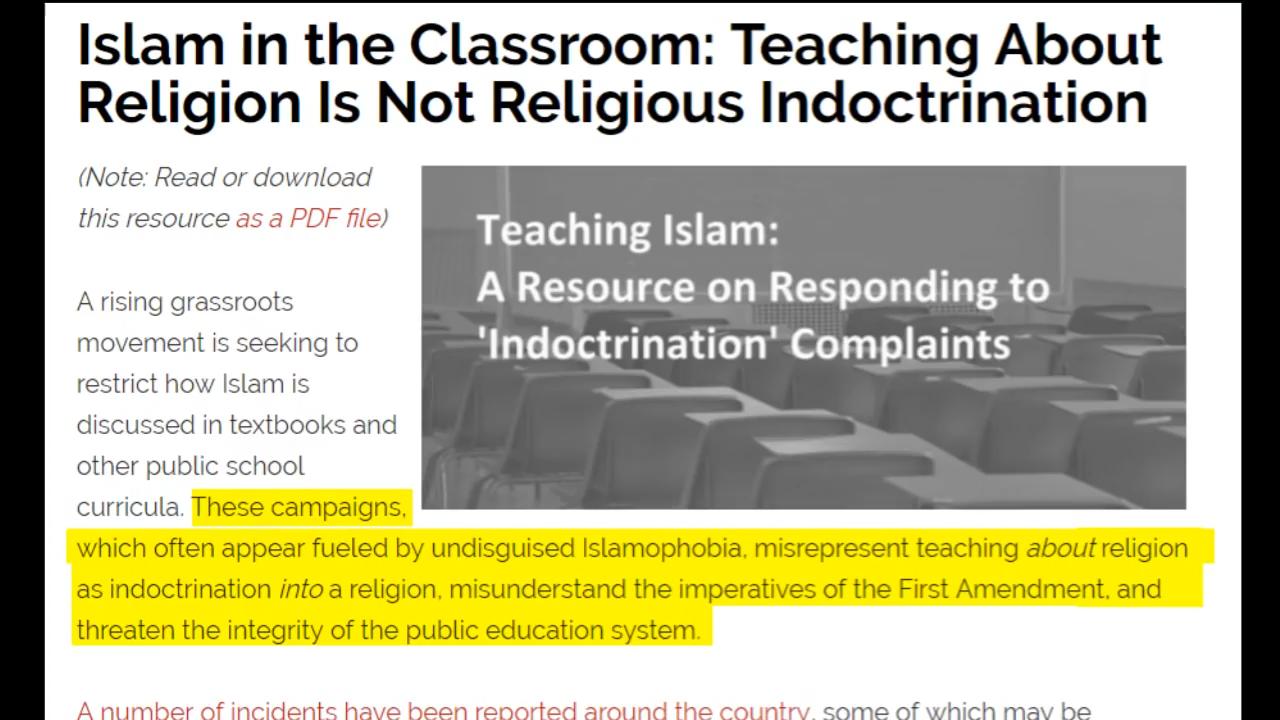 Islam in the Classroom: Teaching About
Religion Is Not Religious Indoctrination
(Note: Read or download
this resource as a PDF file)
Teaching Islam:
A Resource on Responding to
'Indoctrination' Complaints
A rising grassroots
movement is seeking to
restrict how Islam is
discussed in textbooks and
other public school
curricula. These campaigns,
which often appear fueled by undisguised Islamophobia, misrepresent teaching about religion
as indoctrination into a religion, misunderstand the imperatives of the First Amendment, and
threaten the integrity of the public education system.
A number of incidents have been reported around the country, some of which may be